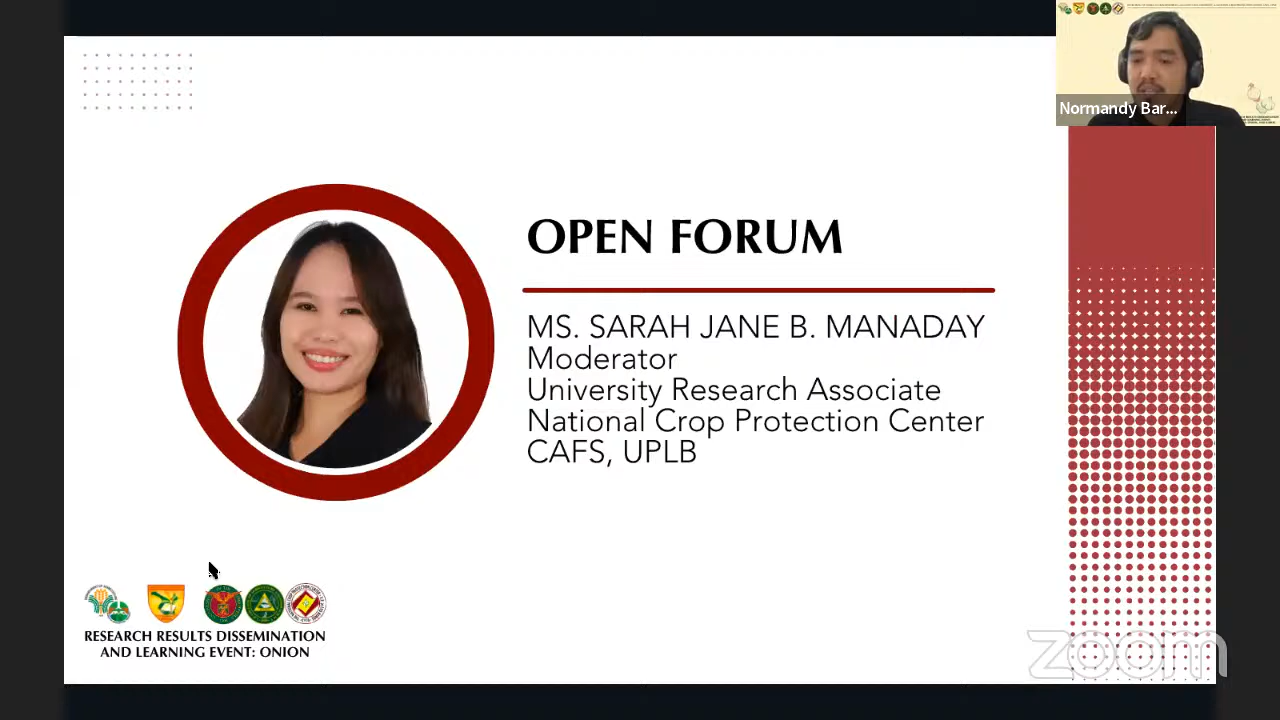 Normandy Bar...
OPEN FORUM
MS. SARAH JANE B. MANADAY
Moderator
University Research Associate
National Crop Protection Center
CAFS, UPLB
RESEARCH RESULTS DISSEMINATION
AND LEARNING EVENT: ONION
zoom